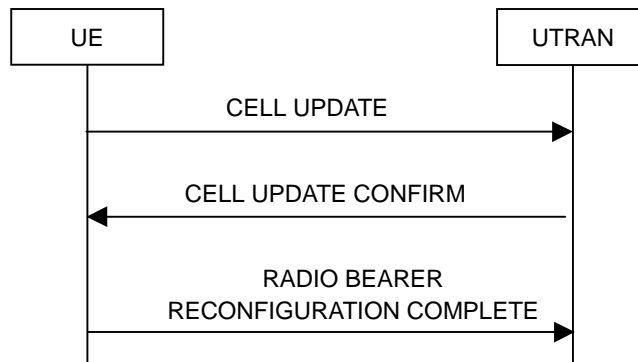 UE
UTRAN
CELL UPDATE
CELL UPDATE CONFIRM
RADIO BEARER
RECONFIGURATION COMPLETE